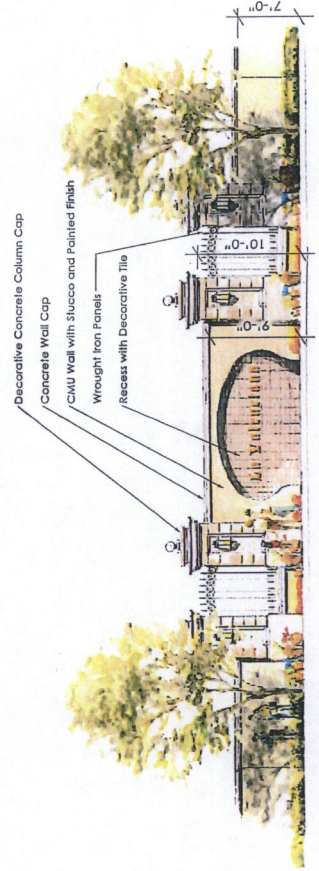 Decorative Concrete Column Cap
Concrete Wall Cap
CMU Wall with Stucco and Painted Finish
Wrought Iron Panels
Recess with Decorative Tile
9'-0"
10'-0"
7'-0"
La